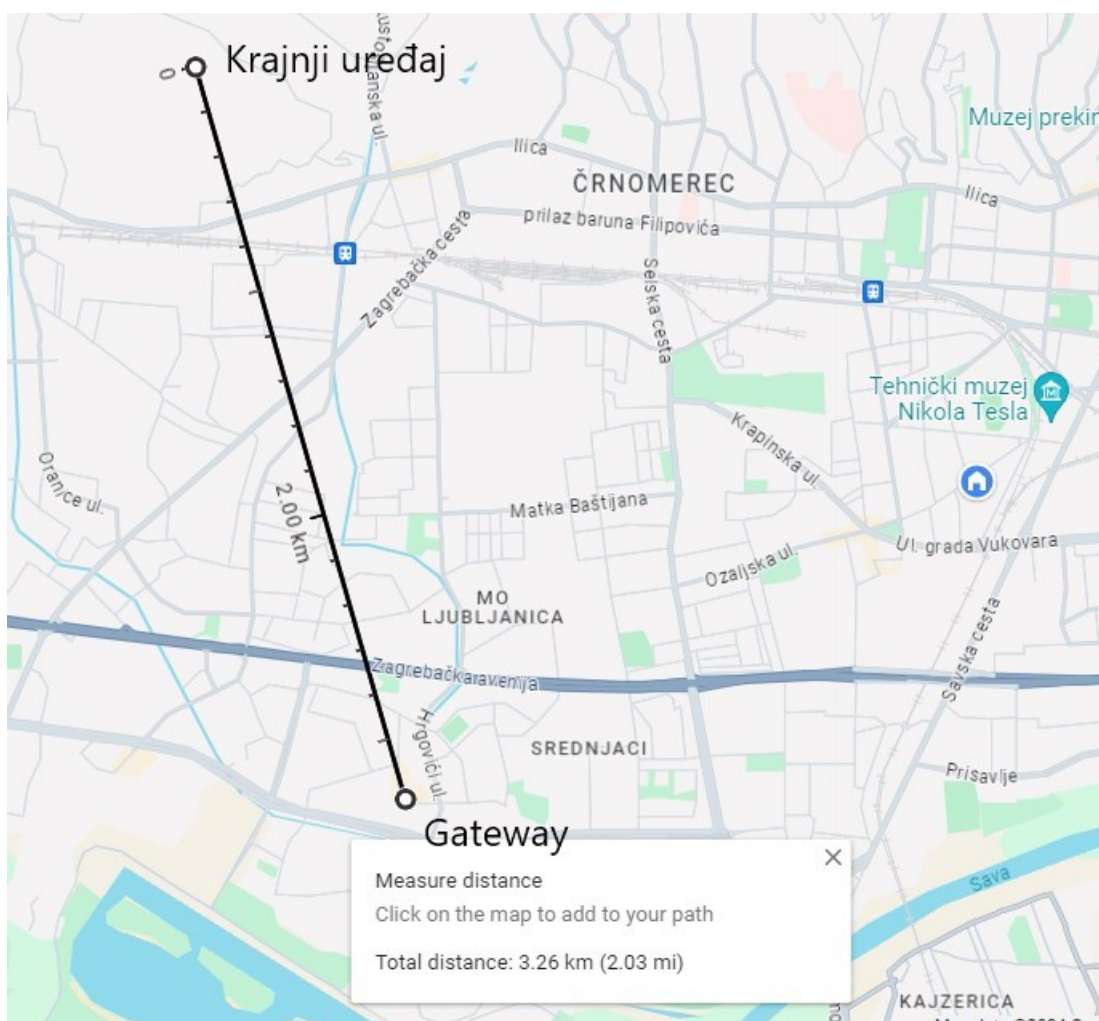 Krajnji uređaj
0
Muzej prekin
Ilica
ČRNOMEREC
Ilica
prilaz baruna Filipovića
Zagrebačka cesta
Selska cesta
Tehnički muzej
Nikola Tesla
Krapinska ul.
Oranice ul.
2.00 km
Matka Baštijana
Ul. grada Vukovara
Ozaljska ul.
MO
LJUBLJANICA
Savska cesta
Zagrebačka avenija
Hrgovići ul.
SREDNJACI
Prisavlje
Gateway
Measure distance
Click on the map to add to your path
Total distance: 3.26 km (2.03 mi)
Sava
KAJZERICA